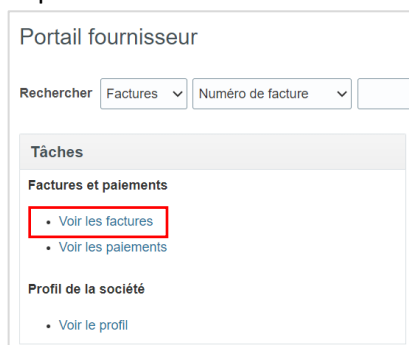 Portail fournisseur
Rechercher Factures Numéro de facture
Tâches
Factures et paiements
• Voir les factures
• Voir les paiements
Profil de la société
• Voir le profil